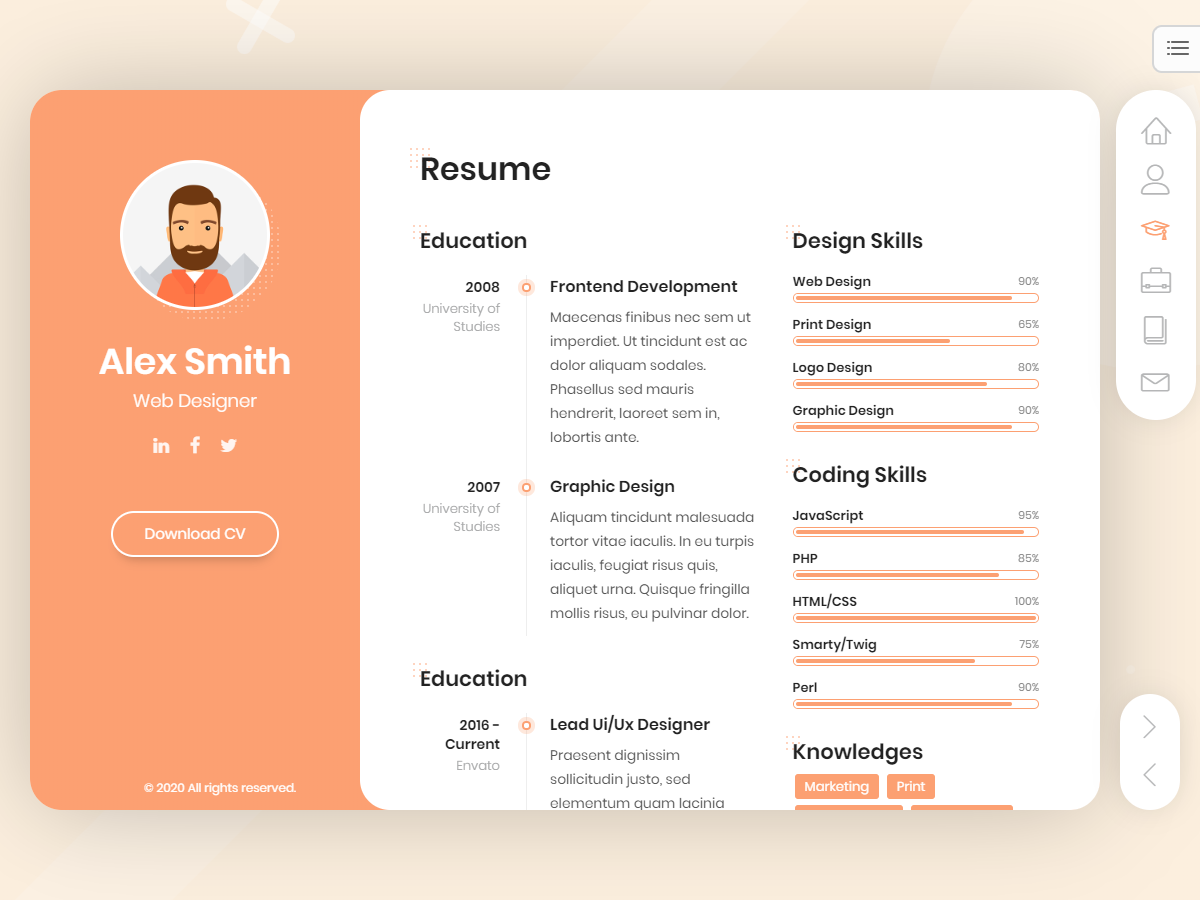 Alex Smith
Web Designer
Download CV
© 2020 All rights reserved.
Resume
Education
2008
University of
Studies
Frontend Development
Maecenas finibus nec sem ut
imperdiet. Ut tincidunt est ac
dolor aliquam sodales.
Phasellus sed mauris
hendrerit, laoreet sem in,
lobortis ante.
2007
University of
Studies
Graphic Design
Aliquam tincidunt malesuada
tortor vitae iaculis. In eu turpis
iaculis, feugiat risus quis,
aliquet urna. Quisque fringilla
mollis risus, eu pulvinar dolor.
Education
2016 -
Current
Envato
Lead Ui/Ux Designer
Praesent dignissim
sollicitudin justo, sed
elementum quam lacinia
Design Skills
Web Design 90%
Print Design 65%
Logo Design 80%
Graphic Design 90%
Coding Skills
JavaScript 95%
PHP 85%
HTML/CSS 100%
Smarty/Twig 75%
Perl 90%
Knowledges
Marketing Print